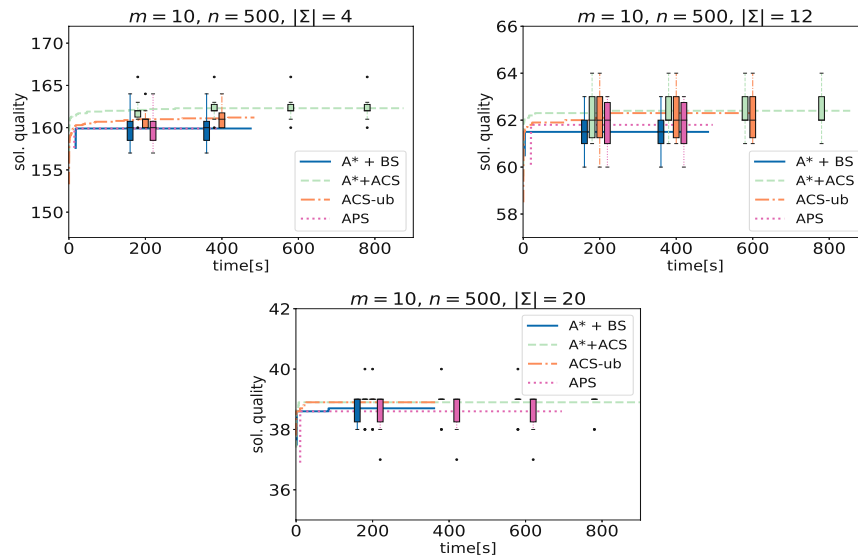 m = 10, n = 500, |Σ| = 4
170
165
160
155
150
sol. quality
0 200 400 600 800
time[s]
A* + BS
A*+ACS
ACS-ub
APS
m = 10, n = 500, |Σ| = 12
66
64
62
60
58
sol. quality
0 200 400 600 800
time[s]
A* + BS
A*+ACS
ACS-ub
APS
m = 10, n = 500, |Σ| = 20
42
40
38
36
sol. quality
0 200 400 600 800
time[s]
A* + BS
A*+ACS
ACS-ub
APS